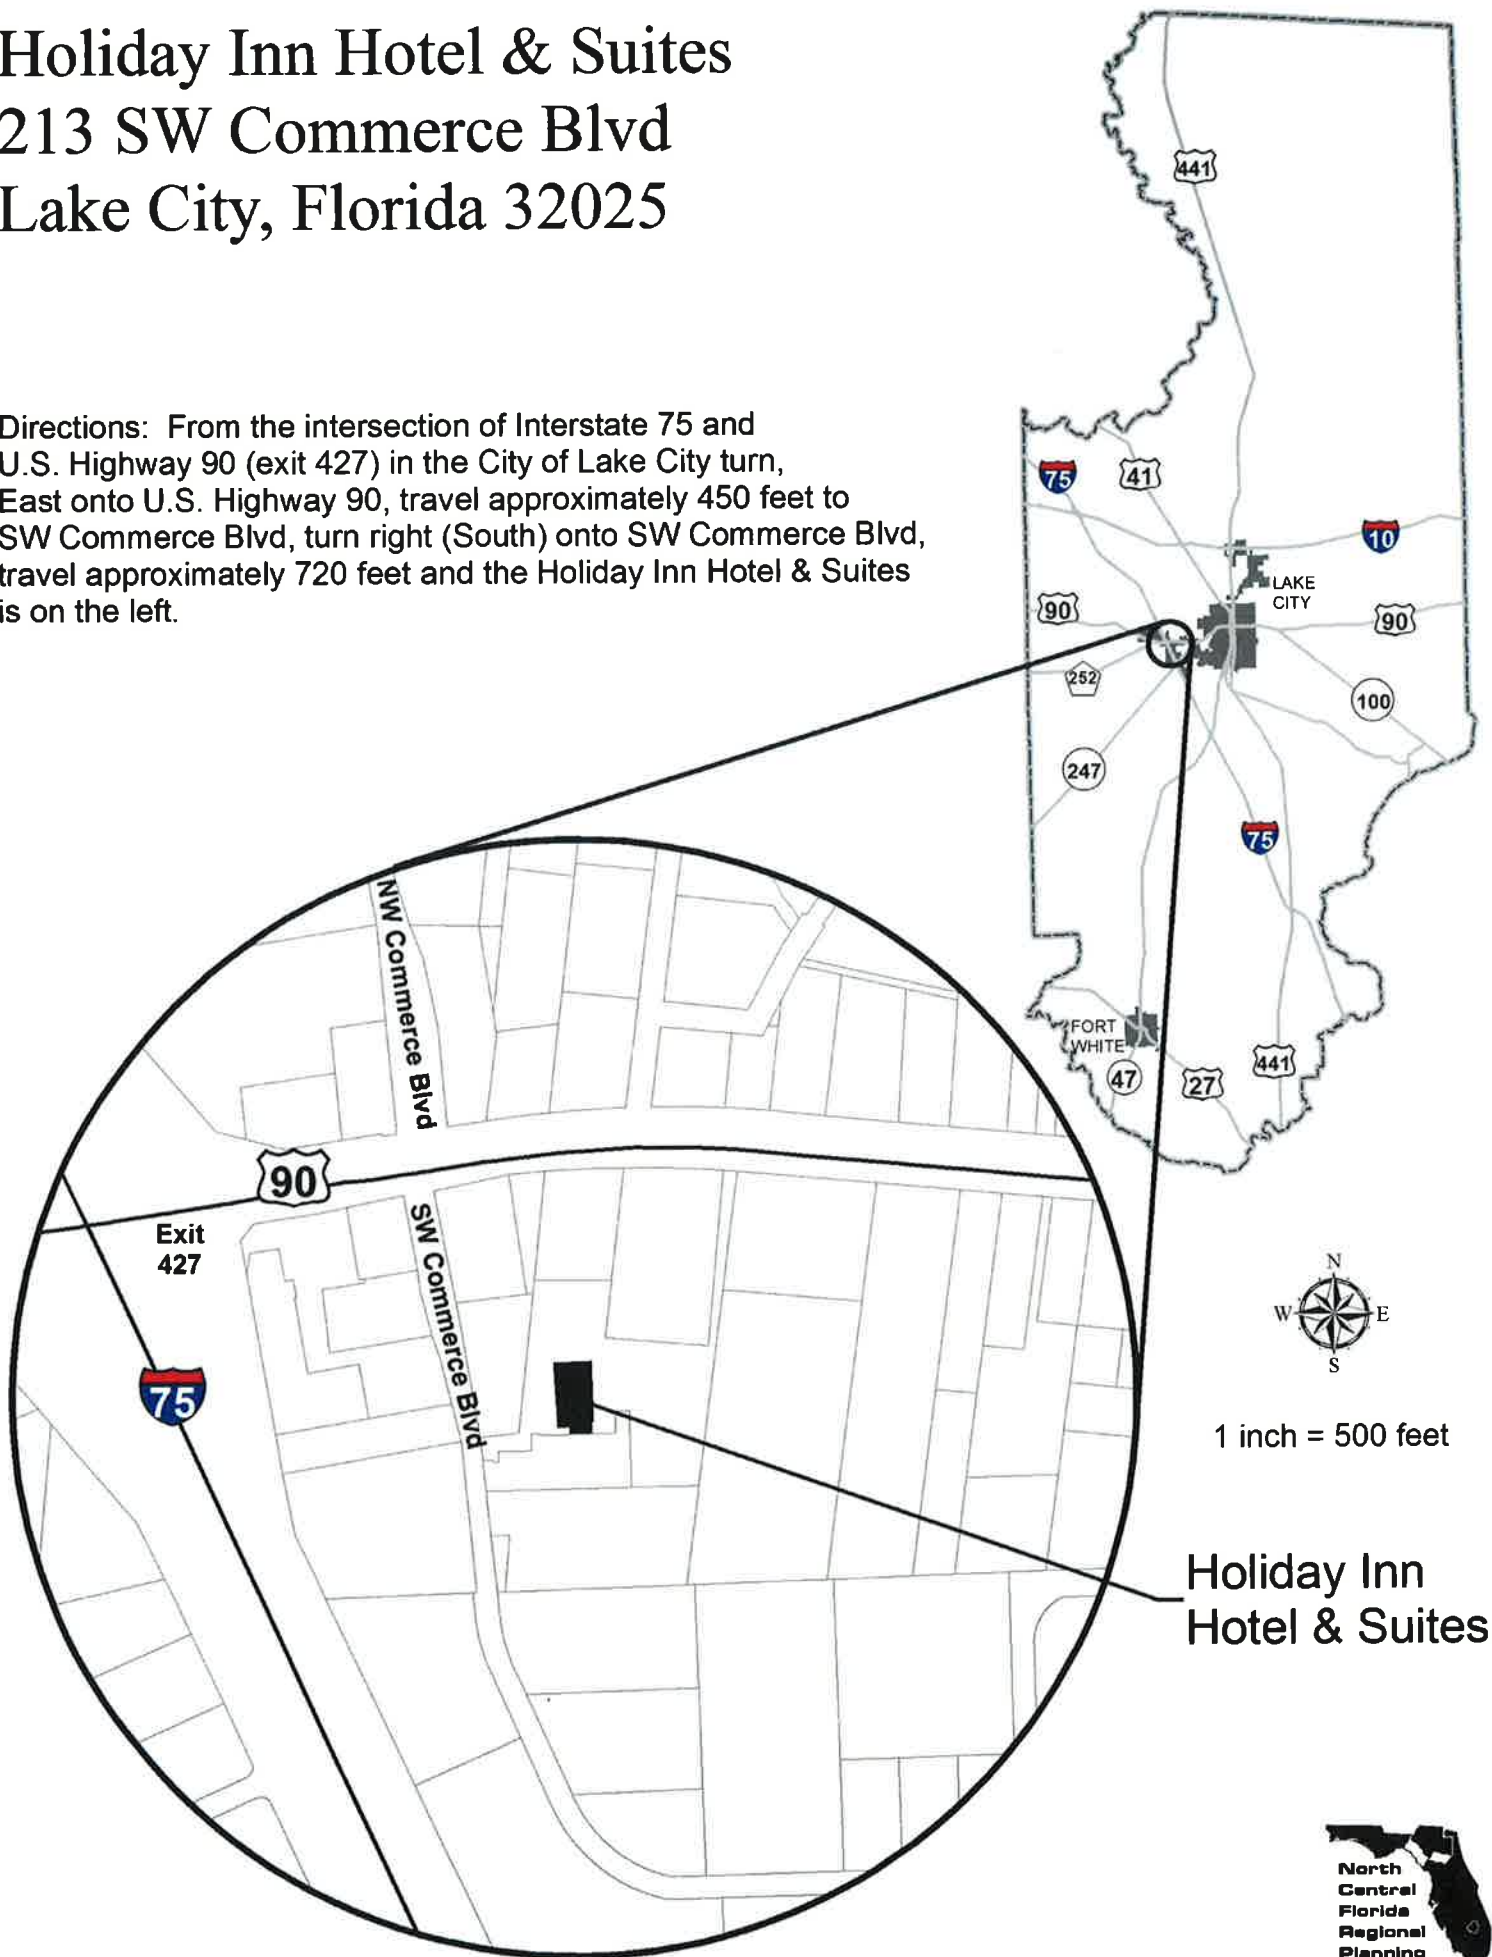 Holiday Inn Hotel & Suites
213 SW Commerce Blvd
Lake City, Florida 32025
Directions: From the intersection of Interstate 75 and
U.S. Highway 90 (exit 427) in the City of Lake City turn,
East onto U.S. Highway 90, travel approximately 450 feet to
SW Commerce Blvd, turn right (South) onto SW Commerce Blvd,
travel approximately 720 feet and the Holiday Inn Hotel & Suites
is on the left.
441
75
41
10
LAKE
CITY
90
90
252
100
247
75
FORT
WHITE
47
27
441
NW Commerce Blvd
90
Exit
427
SW Commerce Blvd
75
N
W
E
S
1 inch = 500 feet
Holiday Inn
Hotel & Suites
North
Central
Florida
Regional
Planning